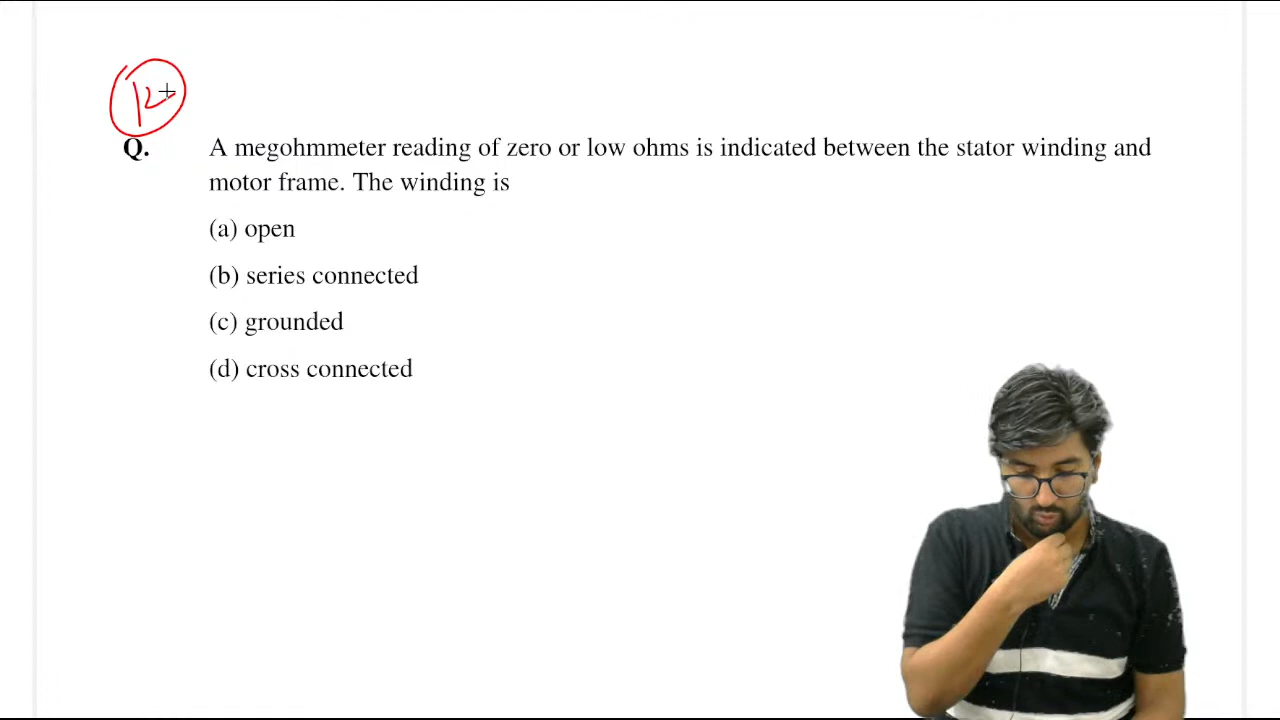 Q. A megohmmeter reading of zero or low ohms is indicated between the stator winding and
motor frame. The winding is
(a) open
(b) series connected
(c) grounded
(d) cross connected